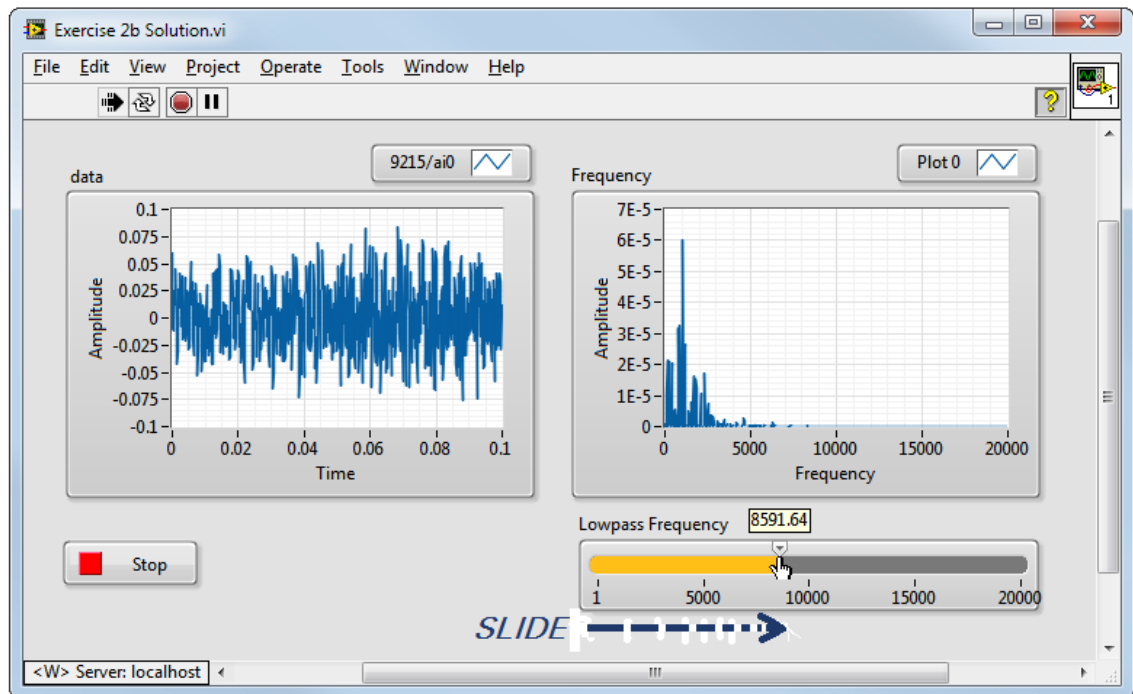 Exercise 2b Solution.vi
File Edit View Project Operate Tools Window Help
?
1
data
9215/ai0
0.1
0.075
0.05
0.025
0
-0.025
-0.05
-0.075
-0.1
Amplitude
0 0.02 0.04 0.06 0.08 0.1
Time
Frequency
Plot 0
7E-5
6E-5
5E-5
4E-5
3E-5
2E-5
1E-5
0
Amplitude
0 5000 10000 15000 20000
Frequency
Stop
Lowpass Frequency 8591.64
1 5000 10000 15000 20000
SLIDE
<W> Server: localhost